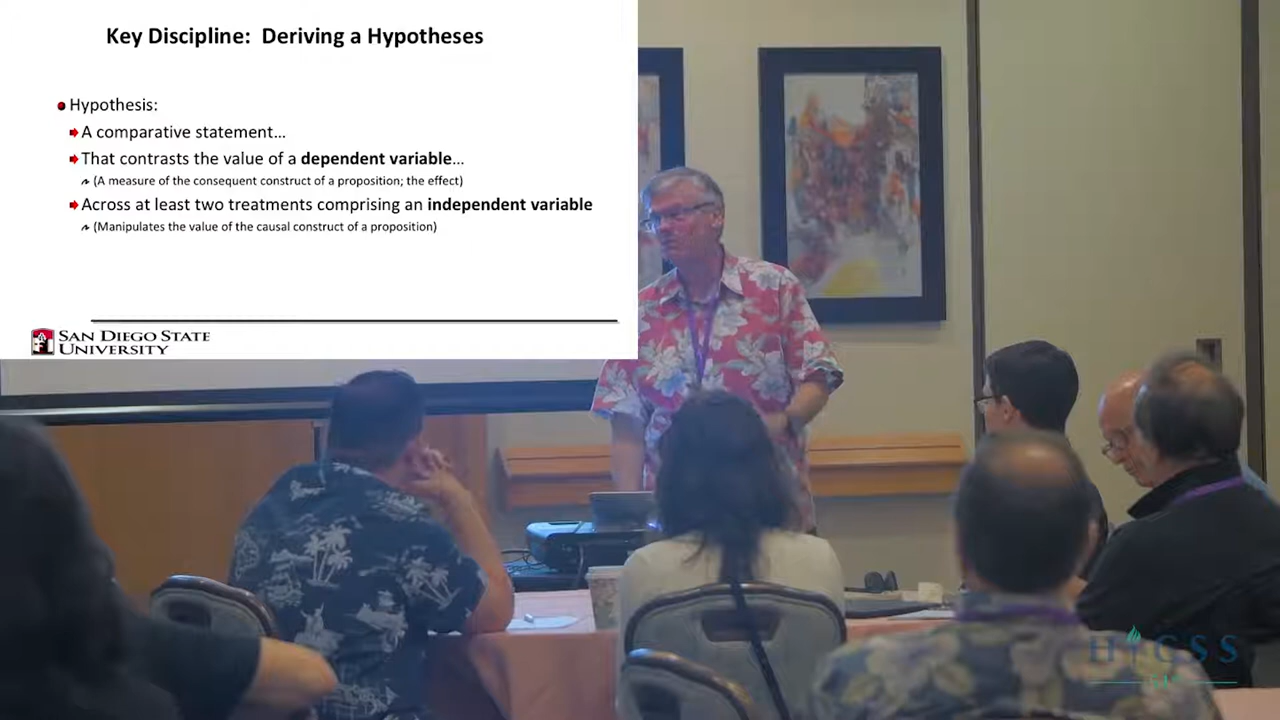 Key Discipline: Deriving a Hypotheses
Hypothesis:
A comparative statement…
That contrasts the value of a dependent variable…
(A measure of the consequent construct of a proposition; the effect)
Across at least two treatments comprising an independent variable
(Manipulates the value of the causal construct of a proposition)
SAN DIEGO STATE
UNIVERSITY
HICSS